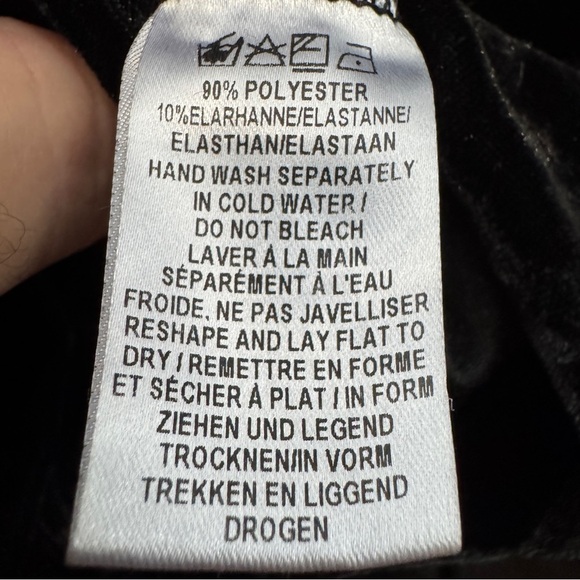 90% POLYESTER
10%ELARHANNE/ELASTANNE/
ELASTHAN/ELASTAAN
HAND WASH SEPARATELY
IN COLD WATER /
DO NOT BLEACH
LAVER À LA MAIN
SÉPARÉMENT À L'EAU
FROIDE, NE PAS JAVELLISER
RESHAPE AND LAY FLAT TO
DRY / REMETTRE EN FORME
ET SÉCHER À PLAT / IN FORM
ZIEHEN UND LEGEND
TROCKNEN/IN VORM
TREKKEN EN LIGGEND
DROGEN